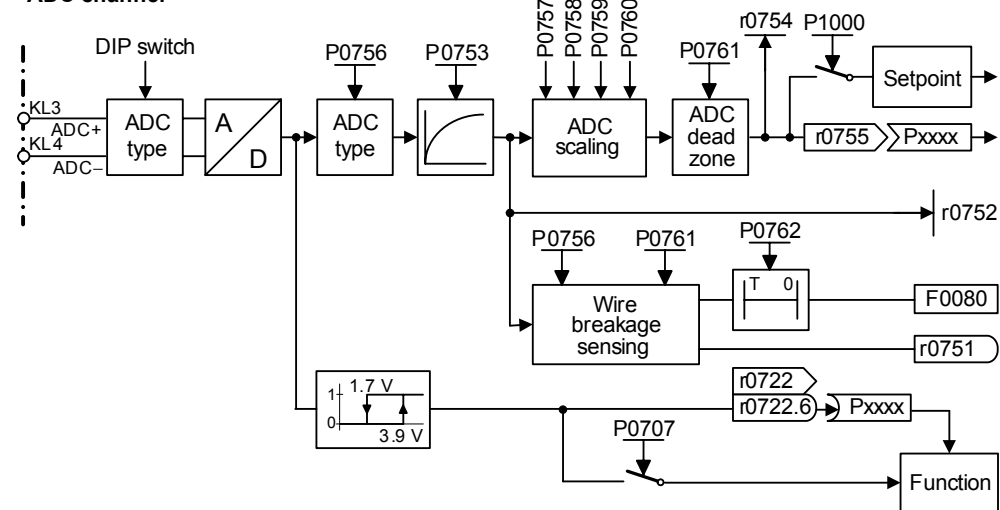 ADC channel
DIP switch
P0756
P0753
P0757
P0758
P0759
P0760
P0761
r0754
P1000
KL3
ADC+
KL4
ADC−
ADC
type
A
D
ADC
type
ADC
scaling
ADC
dead
zone
Setpoint
r0755
Pxxxx
r0752
P0756
P0761
P0762
Wire
breakage
sensing
T 0
F0080
r0751
1
0
1.7 V
3.9 V
r0722
r0722.6
Pxxxx
P0707
Function